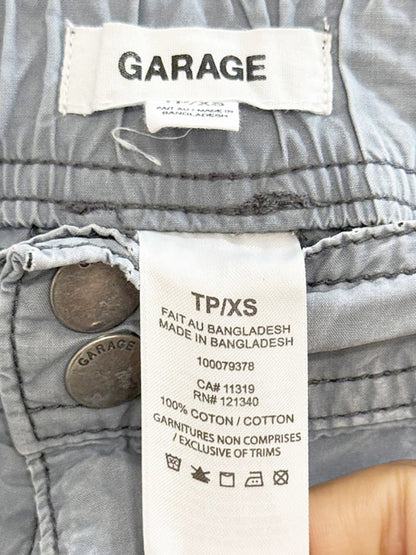 GARAGE
TP/XS
FAIT AU / MADE IN
BANGLADESH
GARAGE
TP/XS
FAIT AU BANGLADESH
MADE IN BANGLADESH
100079378
CA# 11319
RN# 121340
100% COTON / COTTON
GARNITURES NON COMPRISES
/ EXCLUSIVE OF TRIMS